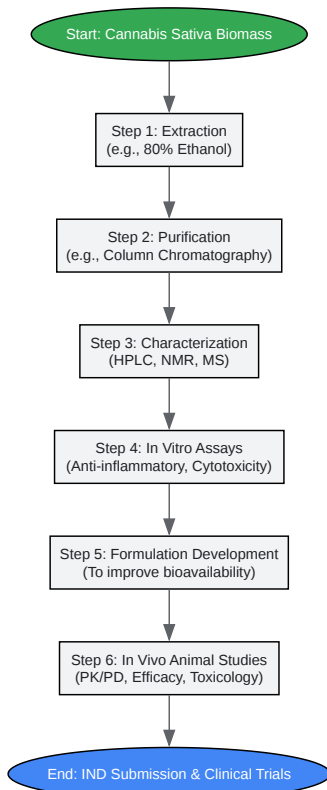 Start: Cannabis Sativa Biomass
Step 1: Extraction
(e.g., 80% Ethanol)
Step 2: Purification
(e.g., Column Chromatography)
Step 3: Characterization
(HPLC, NMR, MS)
Step 4: In Vitro Assays
(Anti-inflammatory, Cytotoxicity)
Step 5: Formulation Development
(To improve bioavailability)
Step 6: In Vivo Animal Studies
(PK/PD, Efficacy, Toxicology)
End: IND Submission & Clinical Trials